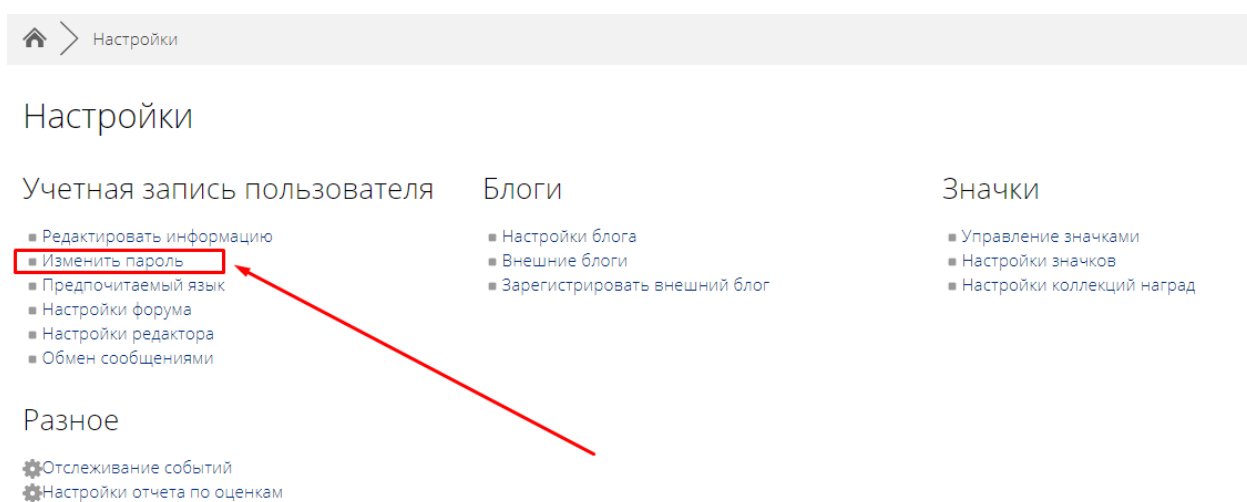 Настройки
Настройки
Учетная запись пользователя
Редактировать информацию
Изменить пароль
Предпочитаемый язык
Настройки форума
Настройки редактора
Обмен сообщениями
Блоги
Настройки блога
Внешние блоги
Зарегистрировать внешний блог
Значки
Управление значками
Настройки значков
Настройки коллекций наград
Разное
Отслеживание событий
Настройки отчета по оценкам